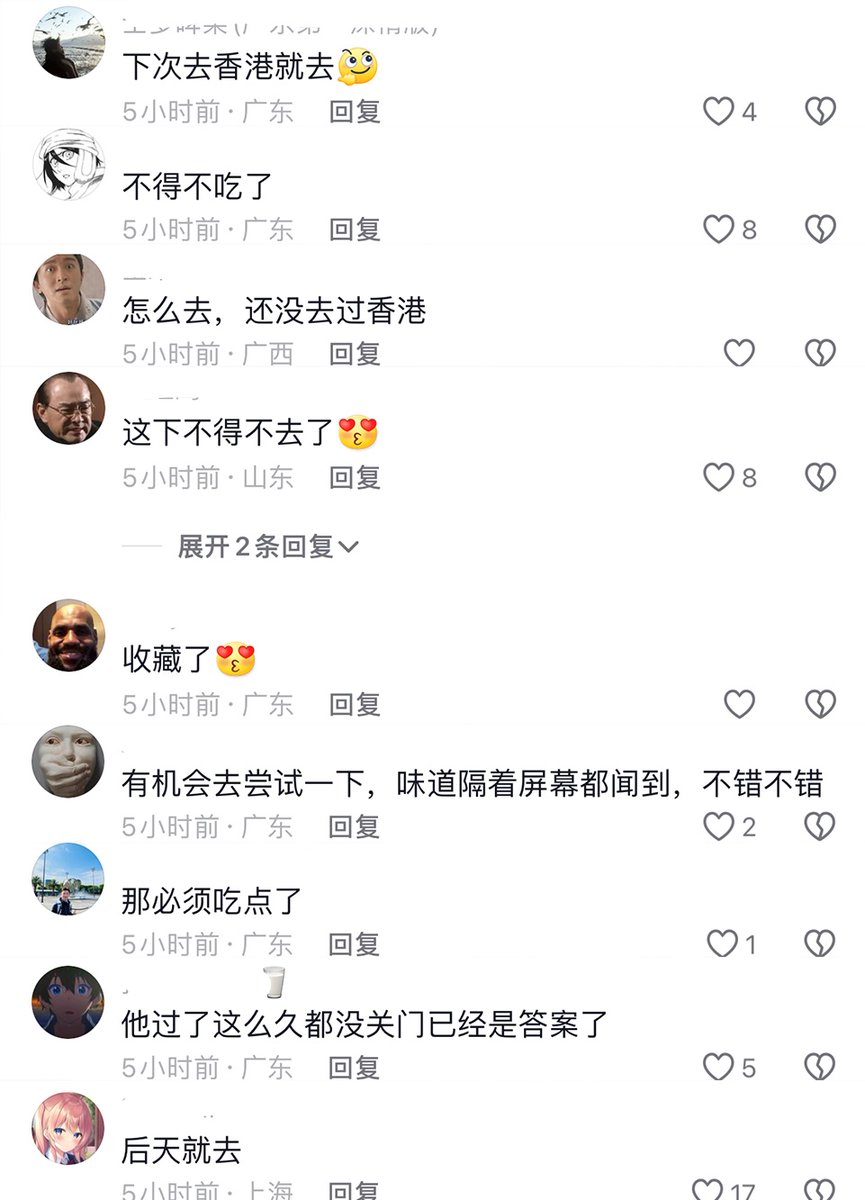 下次去香港就去🤔
5小时前·广东 回复 4
不得不吃了
5小时前·广东 回复 8
怎么去，还没去过香港
5小时前·广西 回复
这下不得不去了😚
5小时前·山东 回复 8
展开2条回复
收藏了😚
5小时前·广东 回复
有机会去尝试一下，味道隔着屏幕都闻到，不错不错
5小时前·广东 回复 2
那必须吃点了
5小时前·广东 回复 1
🥛
他过了这么久都没关门已经是答案了
5小时前·广东 回复 5
后天就去
5小时前·上海 回复 17